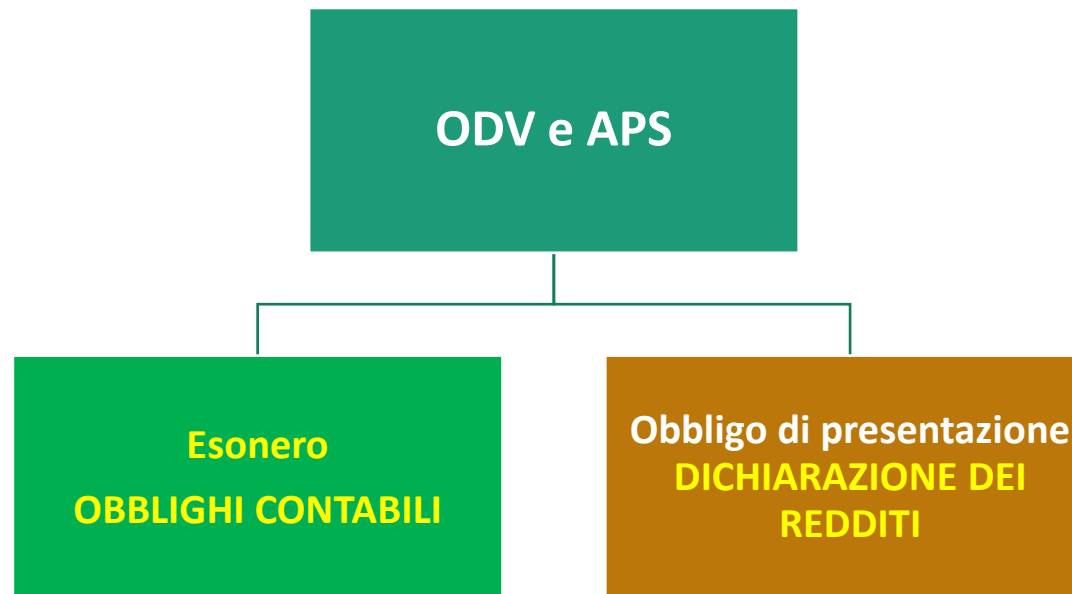 ODV e APS
Esonero
OBBLIGHI CONTABILI
Obbligo di presentazione
DICHIARAZIONE DEI
REDDITI